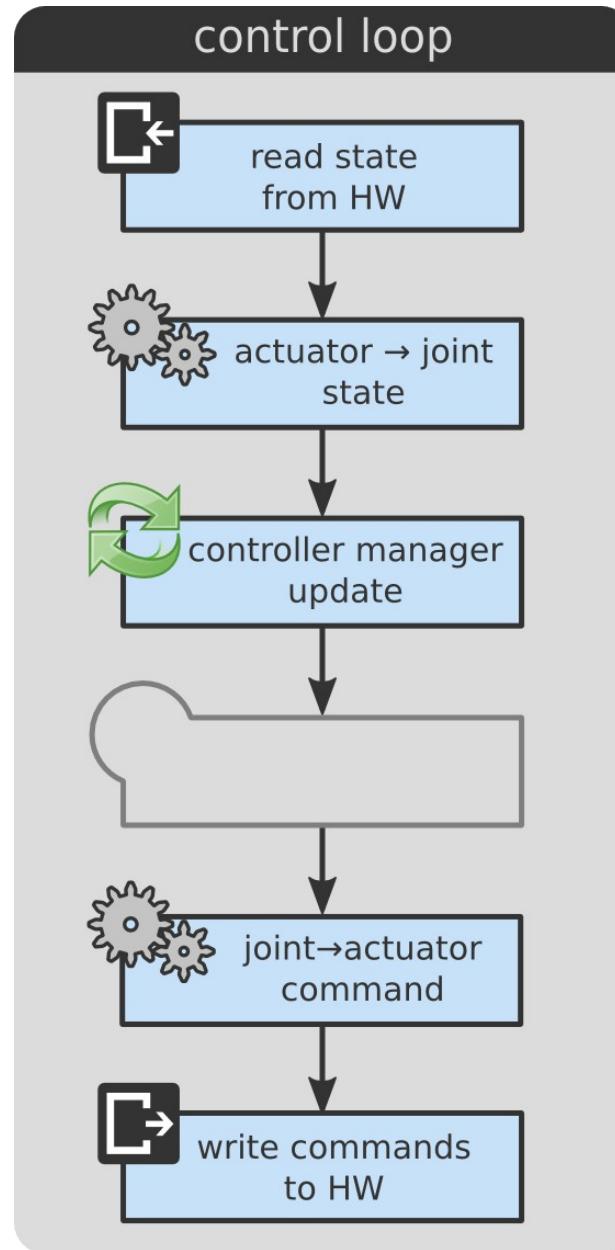 control loop
read state
from HW
actuator → joint
state
controller manager
update
joint→actuator
command
write commands
to HW